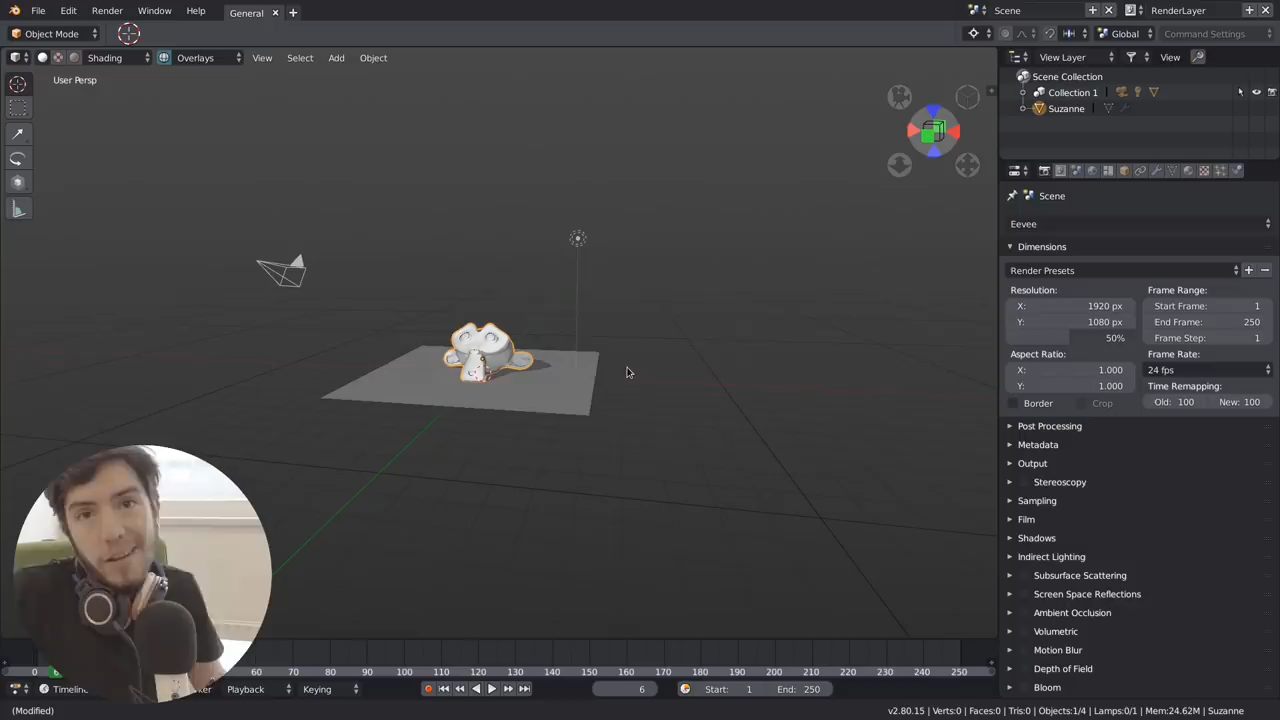 File Edit Render Window Help General Scene RenderLayer
Object Mode Global Command Settings
Shading Overlays View Select Add Object View Layer View
User Persp
Scene Collection
Collection 1
Suzanne
Scene
Eevee
Dimensions
Render Presets
Resolution: Frame Range:
X: 1920 px Start Frame: 1
Y: 1080 px End Frame: 250
50% Frame Step: 1
Aspect Ratio: Frame Rate:
X: 1.000 24 fps
Y: 1.000 Time Remapping:
Border Crop Old: 100 New: 100
Post Processing
Metadata
Output
Stereoscopy
Sampling
Film
Shadows
Indirect Lighting
Subsurface Scattering
Screen Space Reflections
Ambient Occlusion
Volumetric
Motion Blur
Depth of Field
Bloom
0 60 70 80 90 100 110 120 130 140 150 160 170 180 190 200 210 220 230 240 250
Playback Keying 6 Start: 1 End: 250
(Modified) v2.80.15 | Verts:0 | Faces:0 | Tris:0 | Objects:1/4 | Lamps:0/1 | Mem:24.62M | Suzanne